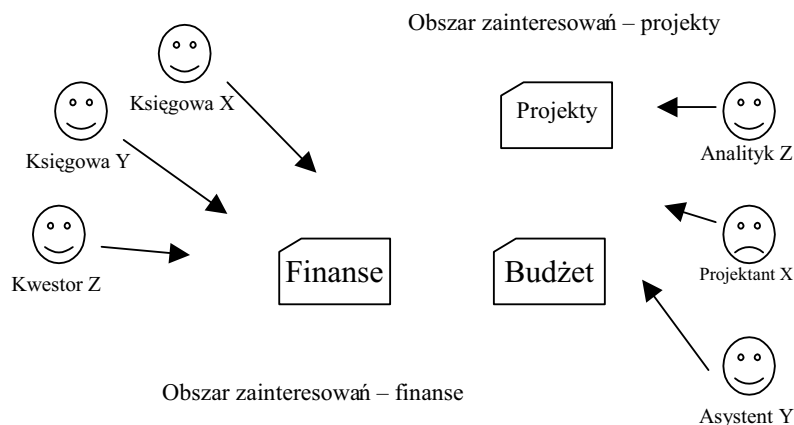 Obszar zainteresowań – projekty
Księgowa X
Projekty
Księgowa Y
Analityk Z
Finanse
Budżet
Kwestor Z
Projektant X
Obszar zainteresowań – finanse
Asystent Y